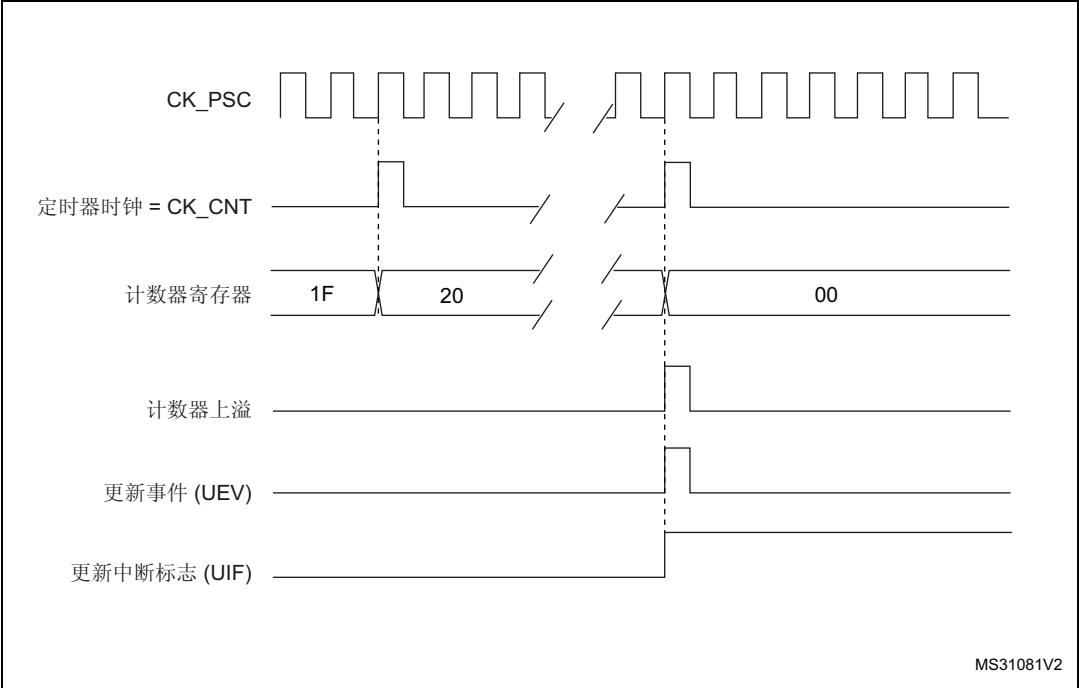 CK_PSC
定时器时钟 = CK_CNT
计数器寄存器 1F 20 00
计数器上溢
更新事件 (UEV)
更新中断标志 (UIF)
MS31081V2